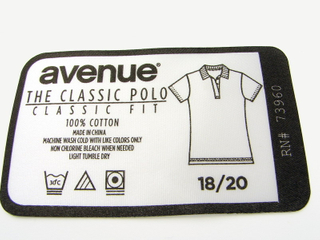 avenue®
THE CLASSIC POLO
CLASSIC FIT
100% COTTON
MADE IN CHINA
MACHINE WASH COLD WITH LIKE COLORS ONLY
NON CHLORINE BLEACH WHEN NEEDED
LIGHT TUMBLE DRY
18/20
RN# 73960